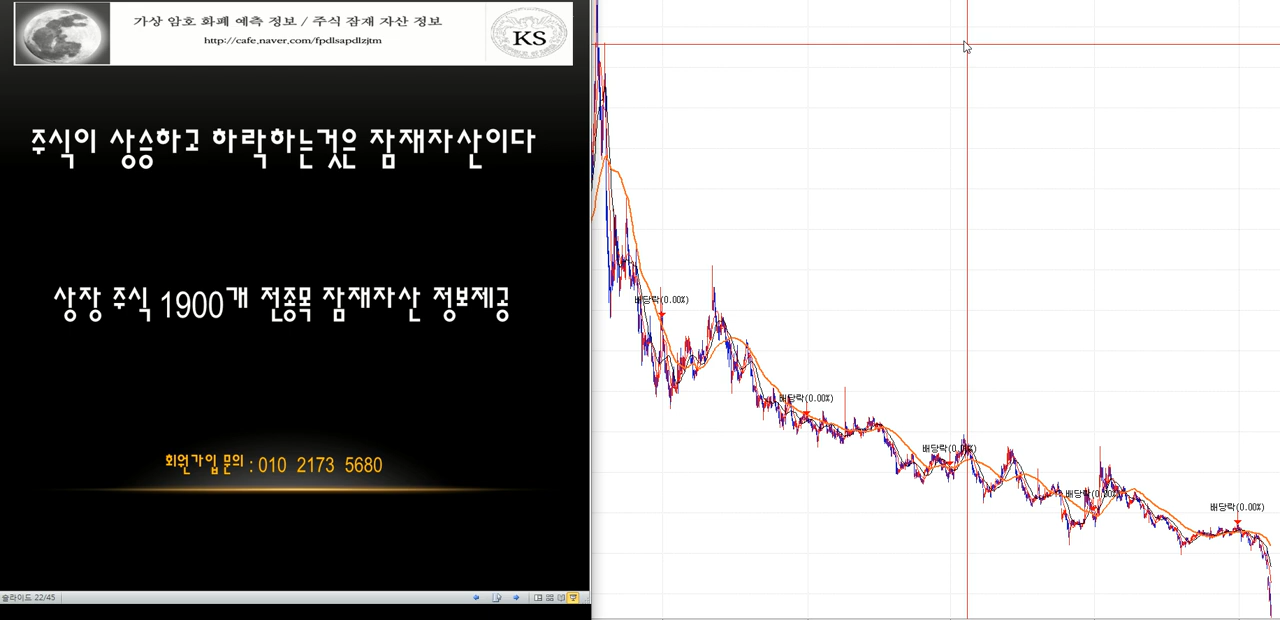 가상 암호 화폐 예측 정보 / 주식 잠재 자산 정보
http://cafe.naver.com/fpdlsapdlzjtm
KS
주식이 상승하고 하락하는것은 잠재자산이다
상장 주식 1900개 전종목 잠재자산 정보제공
회원가입 문의 : 010 2173 5680
슬라이드 22/45
배당락(0.00%)
배당락(0.00%)
배당락(0.00%)
배당락(0.00%)
배당락(0.00%)